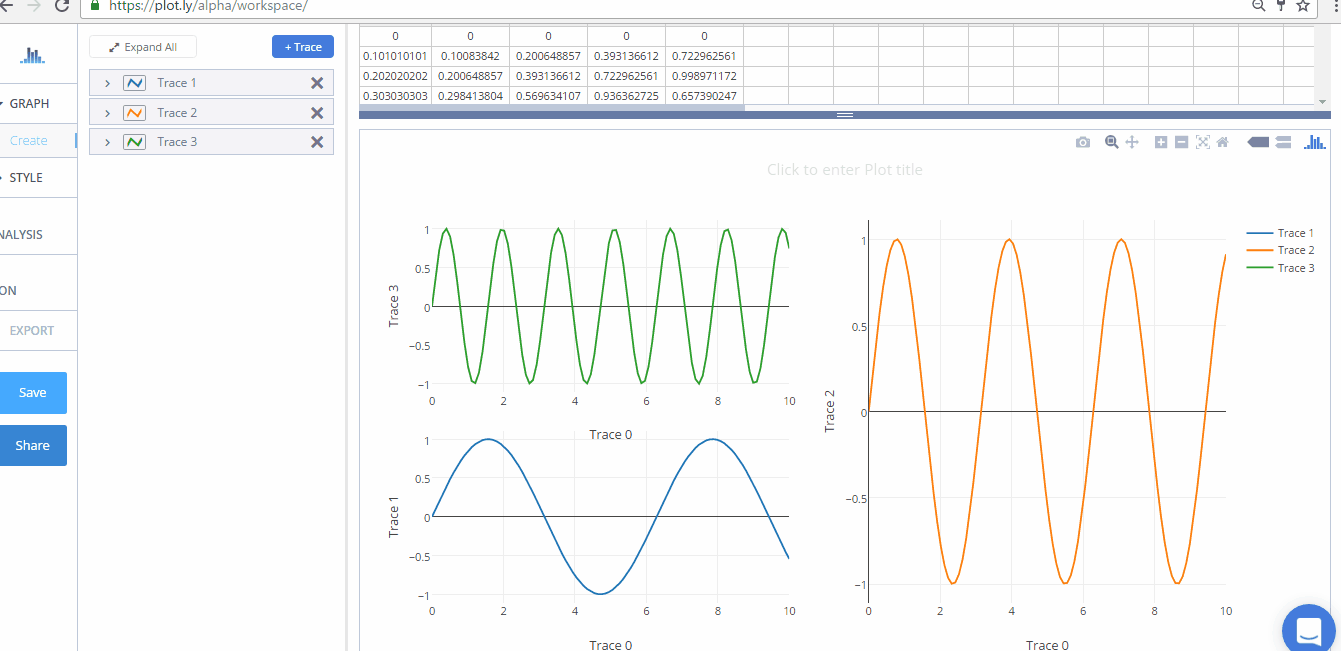 https://plot.ly/alpha/workspace/
GRAPH
Create
STYLE
NALYSIS
ON
EXPORT
Save
Share
Expand All
+ Trace
Trace 1
Trace 2
Trace 3
0 0 0 0 0
0.101010101 0.10083842 0.200648857 0.393136612 0.722962561
0.202020202 0.200648857 0.393136612 0.722962561 0.998971172
0.303030303 0.298413804 0.569634107 0.936362725 0.657390247
Click to enter Plot title
Trace 3
1
0.5
0
−0.5
−1
0 2 4 6 8 10
Trace 0
Trace 1
1
0.5
0
−0.5
−1
0 2 4 6 8 10
Trace 0
Trace 2
1
0.5
0
−0.5
−1
0 2 4 6 8 10
Trace 0
Trace 1
Trace 2
Trace 3